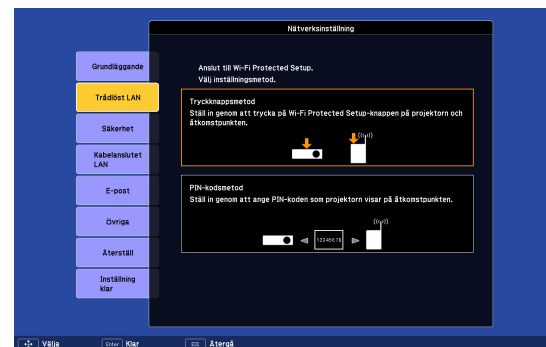 Nätverksinställning
Grundläggande
Trådlöst LAN
Säkerhet
Kabelanslutet
LAN
E-post
Övriga
Återställ
Inställning
klar
Anslut till Wi-Fi Protected Setup.
Välj inställningsmetod.
Tryckknappsmetod
Ställ in genom att trycka på Wi-Fi Protected Setup-knappen på projektorn och
åtkomstpunkten.
PIN-kodsmetod
Ställ in genom att ange PIN-koden som projektorn visar på åtkomstpunkten.
12345678
Välja
Enter Klar
Esc Återgå